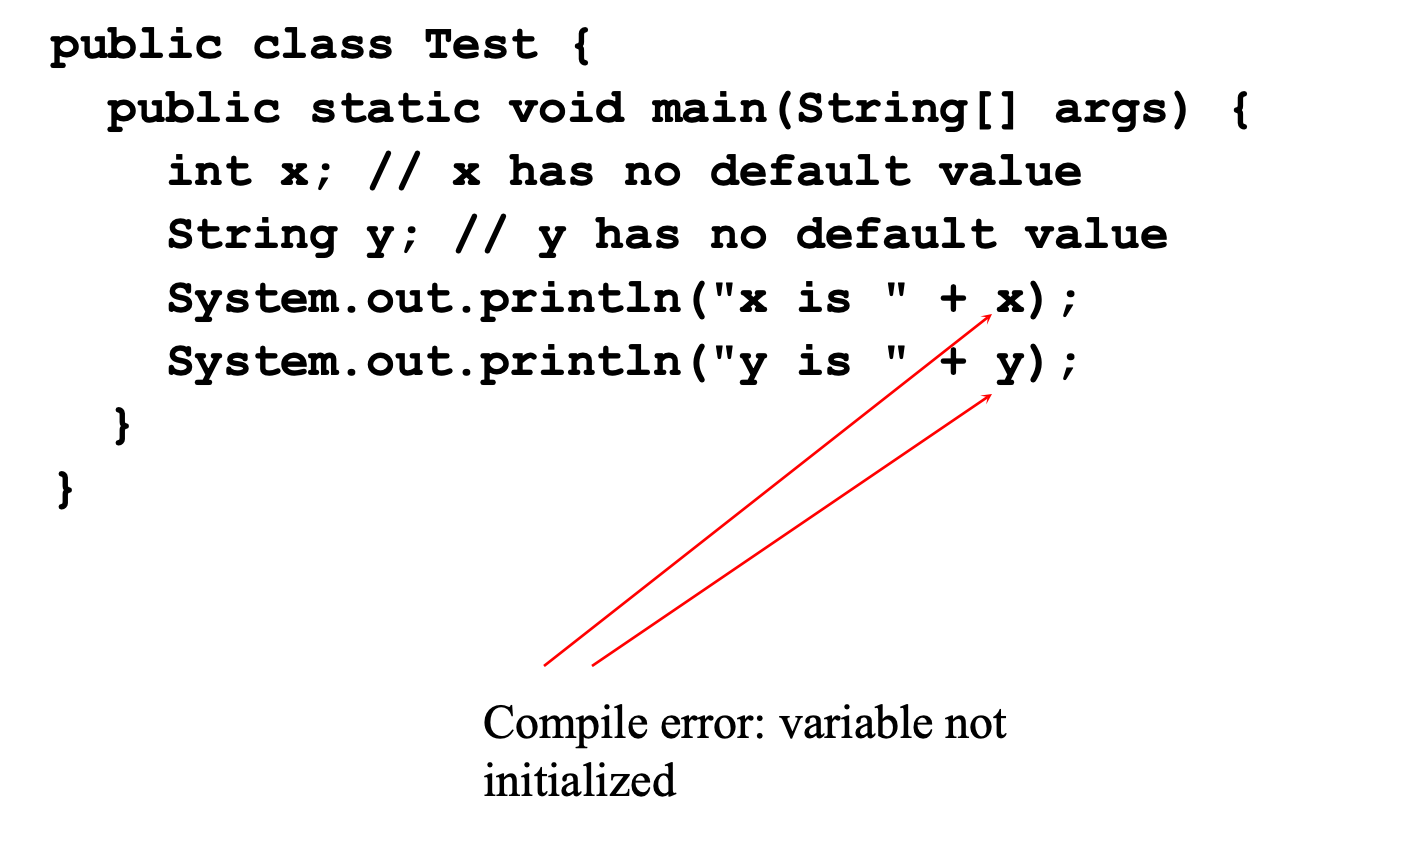 public class Test {
public static void main(String[] args) {
int x; // x has no default value
String y; // y has no default value
System.out.println("x is " + x);
System.out.println("y is " + y);
}
}
Compile error: variable not
initialized